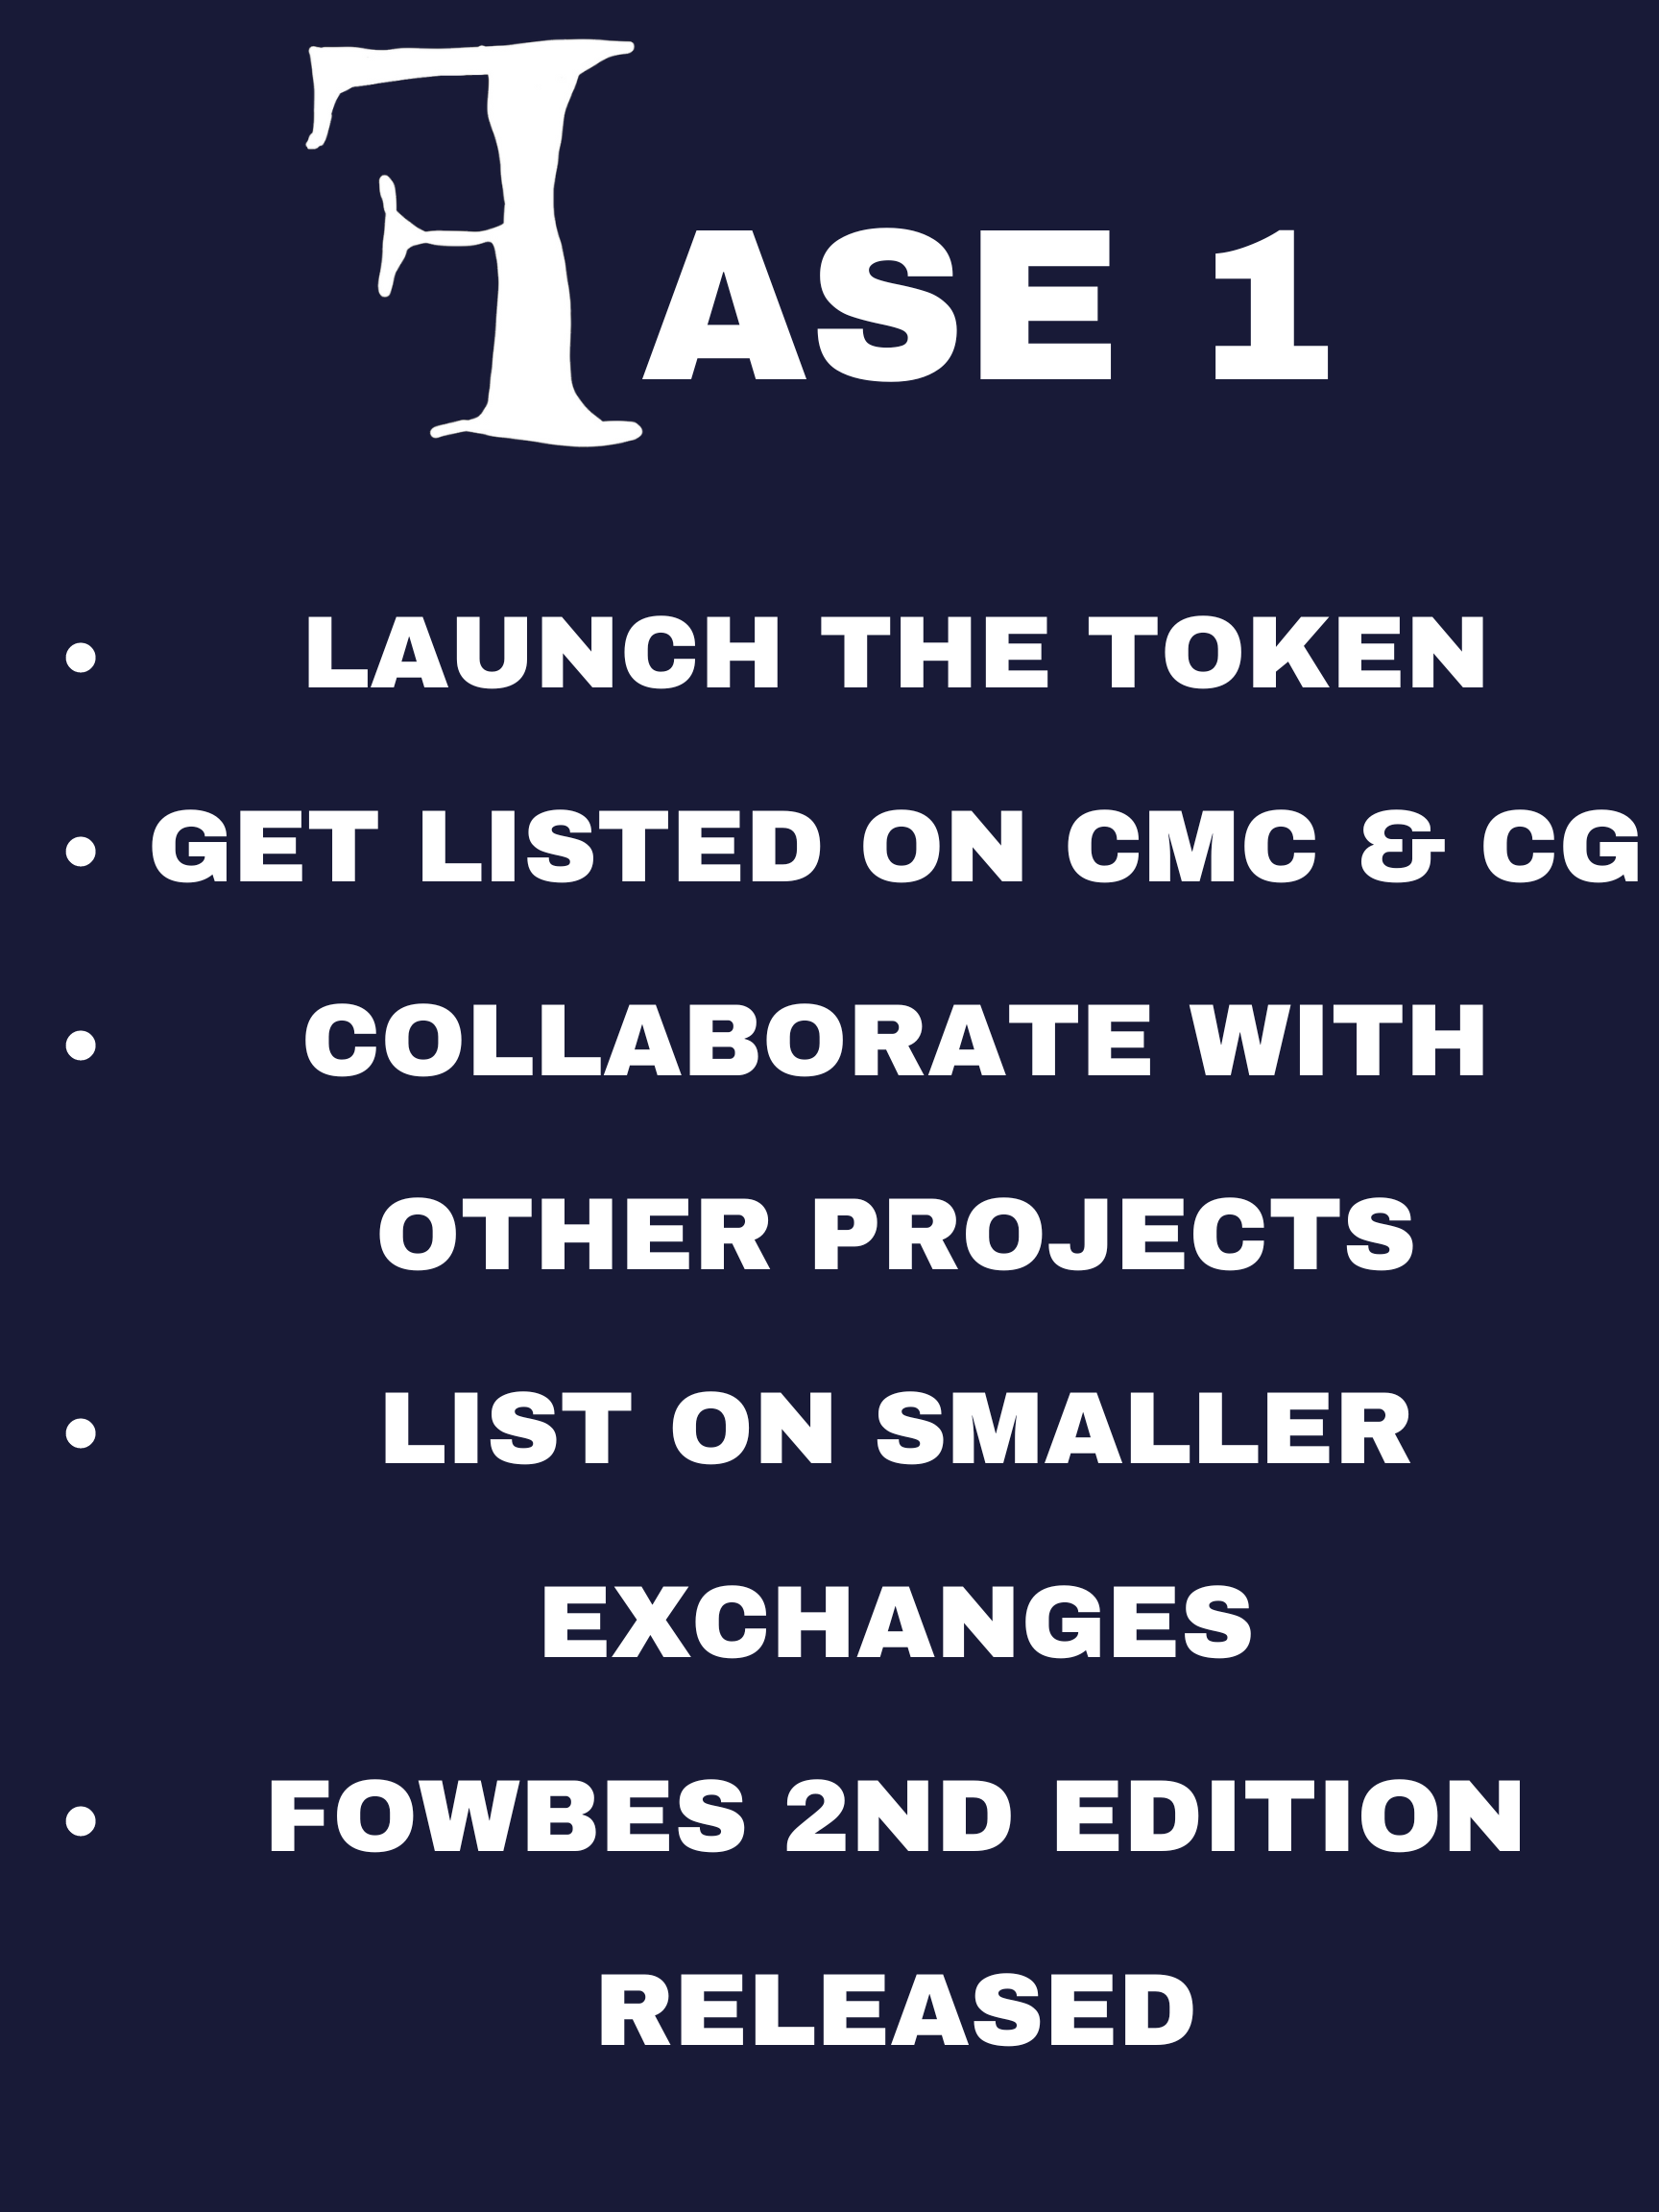 FASE 1
• LAUNCH THE TOKEN
• GET LISTED ON CMC & CG
• COLLABORATE WITH
OTHER PROJECTS
• LIST ON SMALLER
EXCHANGES
• FOWBES 2ND EDITION
RELEASED